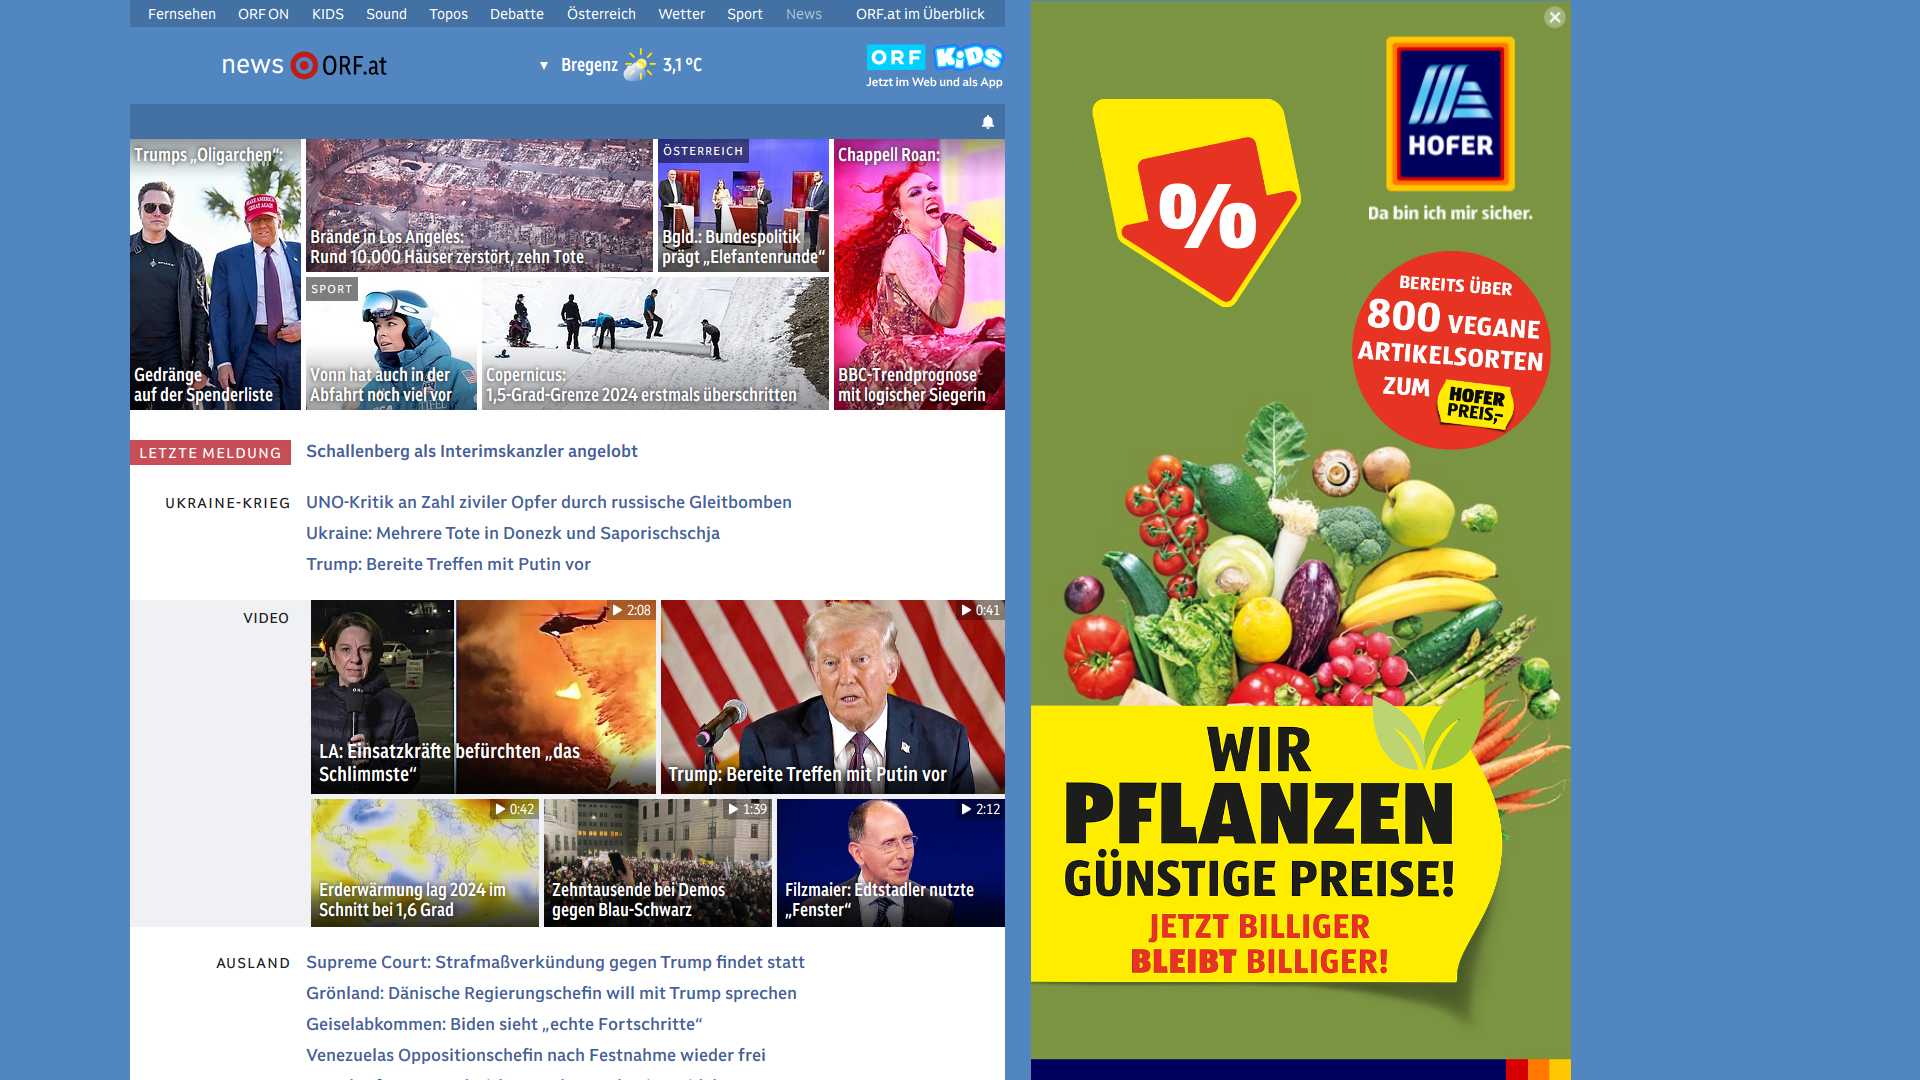 Fernsehen ORF ON KIDS Sound Topos Debatte Österreich Wetter Sport News ORF.at im Überblick
news ORF.at
▼ Bregenz 3,1 °C
ORF KiDS
Jetzt im Web und als App
Trumps „Oligarchen“:
Gedränge
auf der Spenderliste
Brände in Los Angeles:
Rund 10.000 Häuser zerstört, zehn Tote
ÖSTERREICH
Bgld.: Bundespolitik
prägt „Elefantenrunde“
Chappell Roan:
BBC-Trendprognose
mit logischer Siegerin
SPORT
Vonn hat auch in der
Abfahrt noch viel vor
Copernicus:
1,5-Grad-Grenze 2024 erstmals überschritten
LETZTE MELDUNG
Schallenberg als Interimskanzler angelobt
UKRAINE-KRIEG
UNO-Kritik an Zahl ziviler Opfer durch russische Gleitbomben
Ukraine: Mehrere Tote in Donezk und Saporischschja
Trump: Bereite Treffen mit Putin vor
VIDEO
2:08
LA: Einsatzkräfte befürchten „das
Schlimmste“
0:41
Trump: Bereite Treffen mit Putin vor
0:42
Erderwärmung lag 2024 im
Schnitt bei 1,6 Grad
1:39
Zehntausende bei Demos
gegen Blau-Schwarz
2:12
Filzmaier: Edtstadler nutzte
„Fenster“
AUSLAND
Supreme Court: Strafmaßverkündung gegen Trump findet statt
Grönland: Dänische Regierungschefin will mit Trump sprechen
Geiselabkommen: Biden sieht „echte Fortschritte“
Venezuelas Oppositionschefin nach Festnahme wieder frei
%
HOFER
Da bin ich mir sicher.
BEREITS ÜBER
800 VEGANE
ARTIKELSORTEN
ZUM HOFER
PREIS,-
WIR
PFLANZEN
GÜNSTIGE PREISE!
JETZT BILLIGER
BLEIBT BILLIGER!